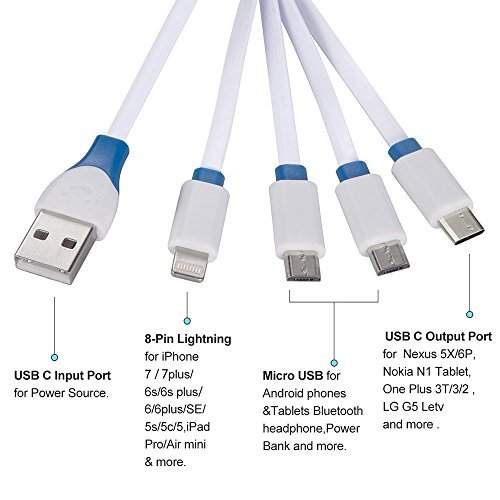 USB C Input Port
for Power Source.
8-Pin Lightning
for iPhone
7 / 7plus/
6s/6s plus/
6/6plus/SE/
5s/5c/5,iPad
Pro/Air mini
& more.
Micro USB for
Android phones
&Tablets Bluetooth
headphone,Power
Bank and more.
USB C Output Port
for Nexus 5X/6P,
Nokia N1 Tablet,
One Plus 3T/3/2 ,
LG G5 Letv
and more .